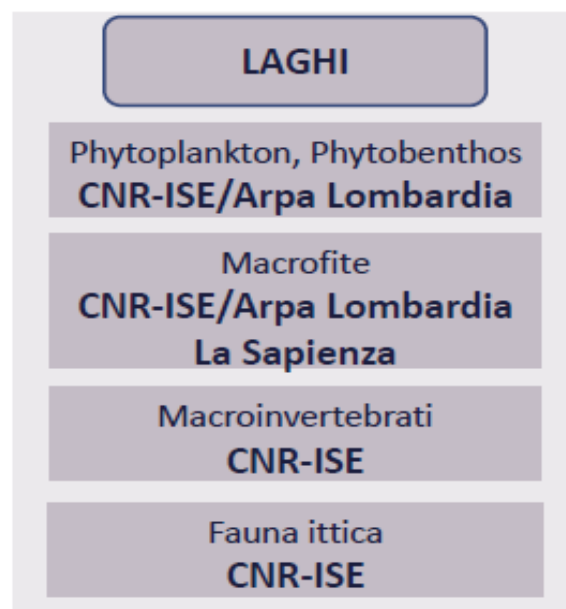 LAGHI
Phytoplankton, Phytobenthos
CNR-ISE/Arpa Lombardia
Macrofite
CNR-ISE/Arpa Lombardia
La Sapienza
Macroinvertebrati
CNR-ISE
Fauna ittica
CNR-ISE